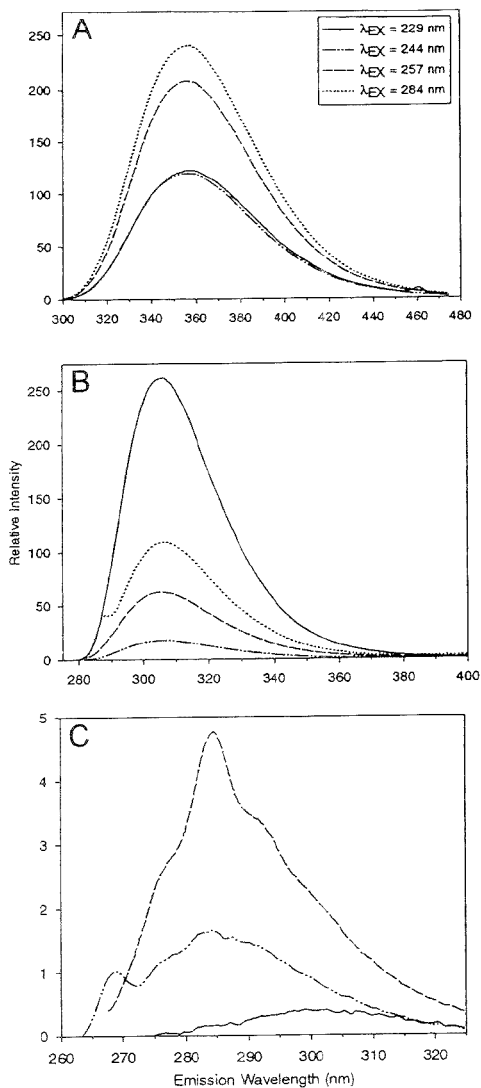 A
λEX = 229 nm
λEX = 244 nm
λEX = 257 nm
λEX = 284 nm
250
200
150
100
50
0
300 320 340 360 380 400 420 440 460 480
B
250
200
150
100
50
0
Relative Intensity
280 300 320 340 360 380 400
C
5
4
3
2
1
0
260 270 280 290 300 310 320
Emission Wavelength (nm)